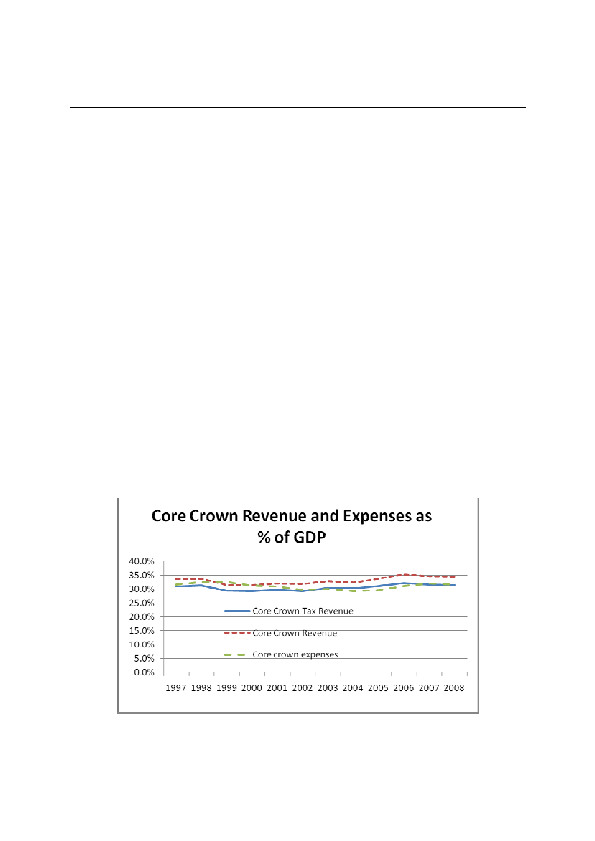 Core Crown Revenue and Expenses as
% of GDP
40.0%
35.0%
30.0%
25.0%
20.0%
15.0%
10.0%
5.0%
0.0%
Core Crown Tax Revenue
Core Crown Revenue
Core crown expenses
1997 1998 1999 2000 2001 2002 2003 2004 2005 2006 2007 2008